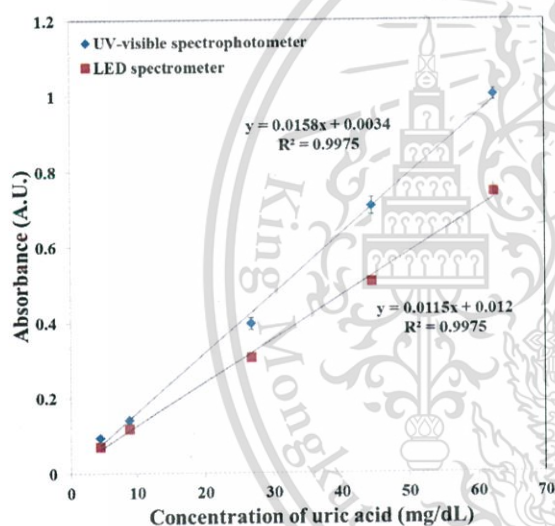 1.2
UV-visible spectrophotometer
LED spectrometer
1
y = 0.0158x + 0.0034
R² = 0.9975
0.8
Absorbance (A.U.)
0.6
y = 0.0115x + 0.012
R² = 0.9975
0.4
0.2
0
0 10 20 30 40 50 60 70
Concentration of uric acid (mg/dL)
King Mongku